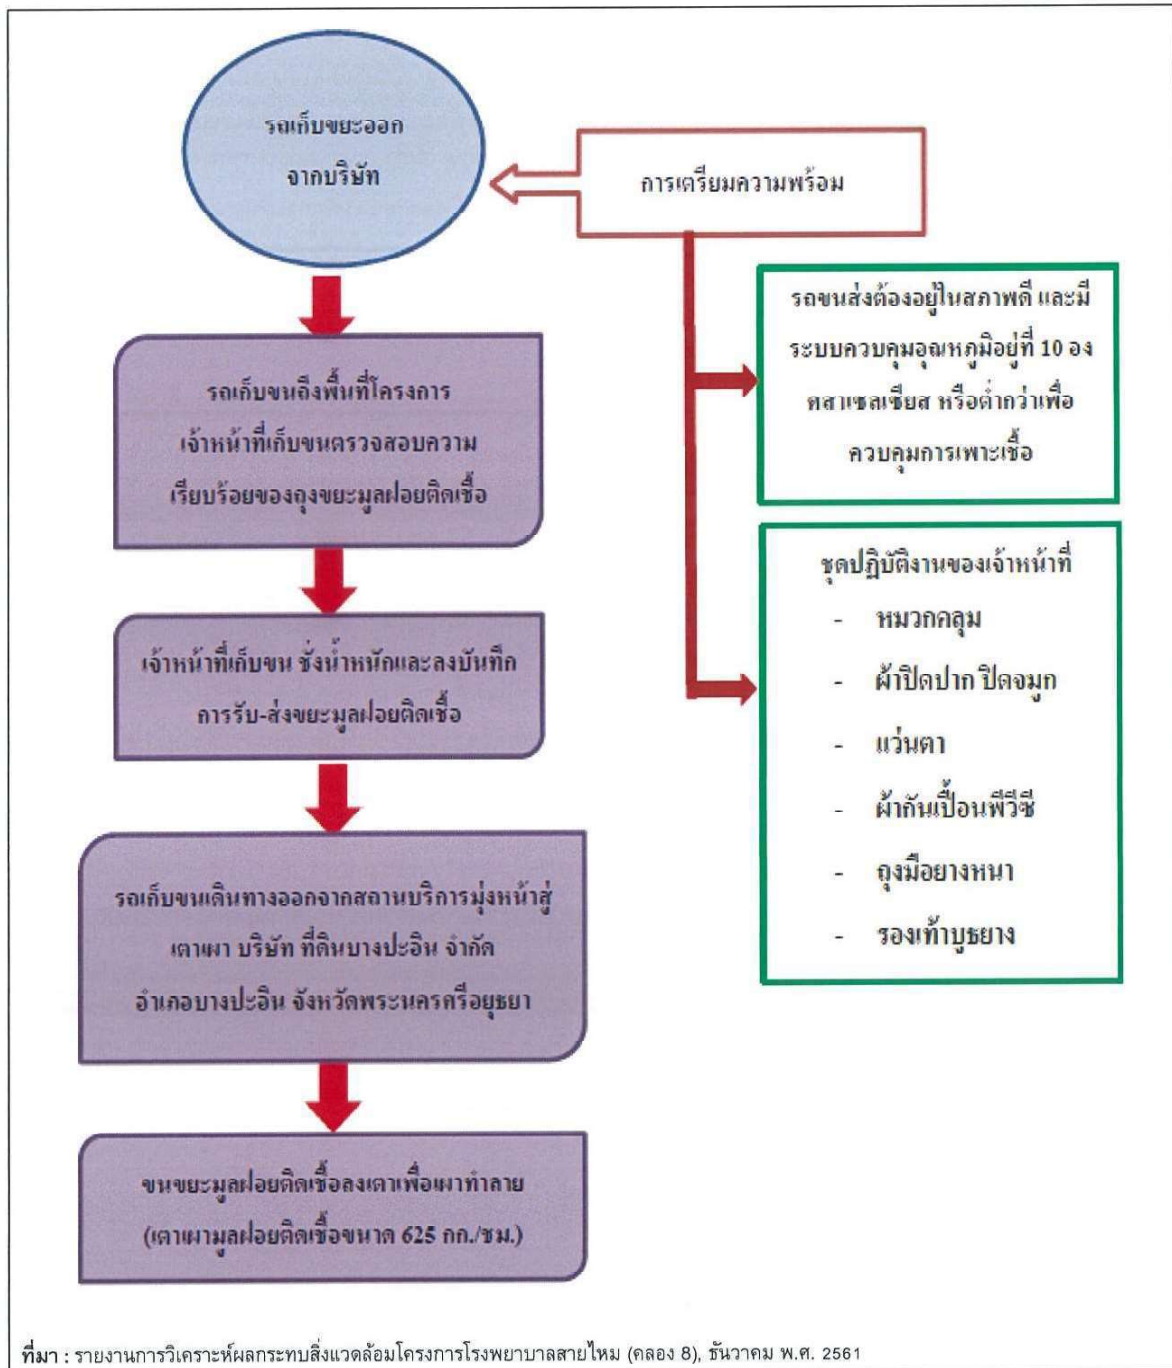 รถเก็บขยะออก
จากบริษัท
การเตรียมความพร้อม
รถขนส่งต้องอยู่ในสภาพดี และมี
ระบบควบคุมอุณหภูมิอยู่ที่ 10 อง
ศสาเซลเซียส หรือต่ำกว่าเพื่อ
ควบคุมการเพาะเชื้อ
ชุดปฏิบัติงานของเจ้าหน้าที่
- หมวกคลุม
- ผ้าปิดปาก ปิดจมูก
- แว่นตา
- ผ้ากันเปื้อนพีวีซี
- ถุงมือยางหนา
- รองเท้าบูธยาง
รถเก็บขนถึงพื้นที่โครงการ
เจ้าหน้าที่เก็บขนตรวจสอบความ
เรียบร้อยของถุงขยะมูลฝอยติดเชื้อ
เจ้าหน้าที่เก็บขน ชั่งน้ำหนักและลงบันทึก
การรับ-ส่งขยะมูลฝอยติดเชื้อ
รถเก็บขนเดินทางออกจากสถานบริการมุ่งหน้าสู่
เตาเผา บริษัท ที่ดินบางปะอิน จำกัด
อำเภอบางปะอิน จังหวัดพระนครศรีอยุธยา
ขนขยะมูลฝอยติดเชื้อลงเตาเพื่อเผาทำลาย
(เตาเผามูลฝอยติดเชื้อขนาด 625 กก./ชม.)
ที่มา : รายงานการวิเคราะห์ผลกระทบสิ่งแวดล้อมโครงการโรงพยาบาลสายไหม (คลอง 8), ธันวาคม พ.ศ. 2561